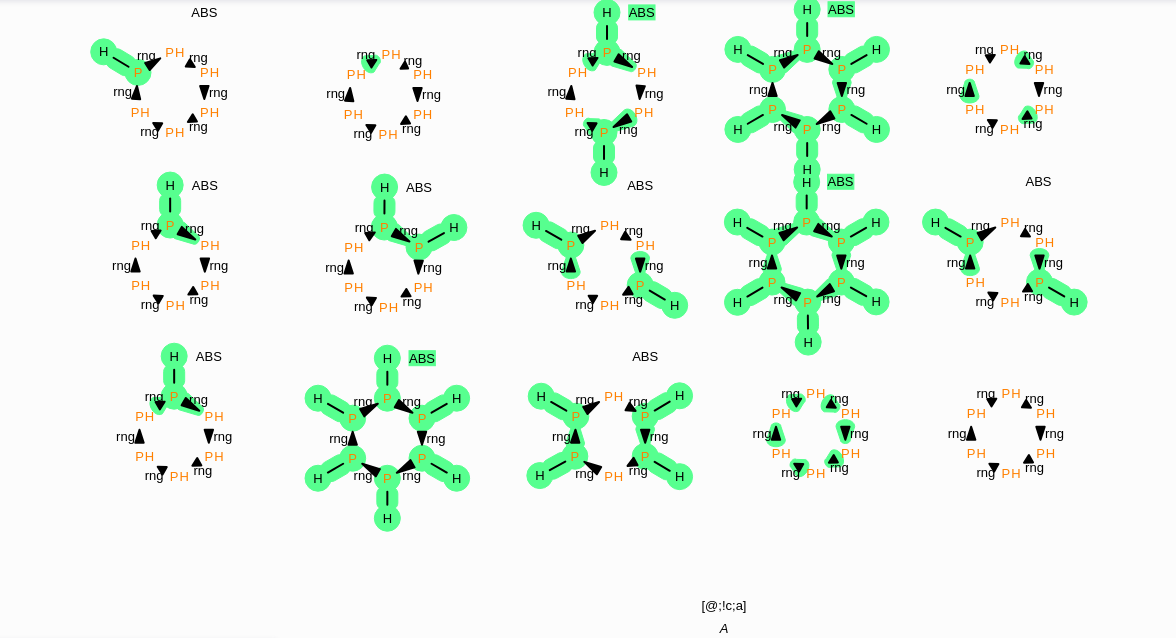 ABS
H
rng PH rng
P PH
rng rng
PH PH
rng PH rng
rng PH rng
PH PH
rng rng
PH PH
rng PH rng
H ABS
rng P
PH PH
rng rng
PH PH
rng P rng
H
H ABS
H H
rng P rng
P P
rng
P P
H rng P H
H
rng PH rng
PH PH
rng rng
PH PH
rng PH rng
H ABS
rng P rng
PH PH
rng rng
PH PH
rng PH rng
H ABS
H
rng P rng
PH P
rng rng
PH PH
rng PH rng
ABS
H
PH rng
P PH
rng rng
PH P
rng PH rng H
H ABS
H H
rng P rng
P P
rng rng
P P
H rng P rng H
H
ABS
H
rng PH rng
P PH
rng rng
PH P
rng PH rng H
H ABS
rng P rng
PH PH
rng rng
PH PH
rng PH rng
H ABS
H H
rng P rng
P P
rng rng
P P
H rng P rng H
H
ABS
H H
rng PH rng
P P
rng rng
P P
H rng PH rng H
rng PH rng
PH PH
rng rng
PH PH
rng PH rng
rng PH rng
PH PH
rng rng
PH PH
rng PH rng
[@;!c;a]
A